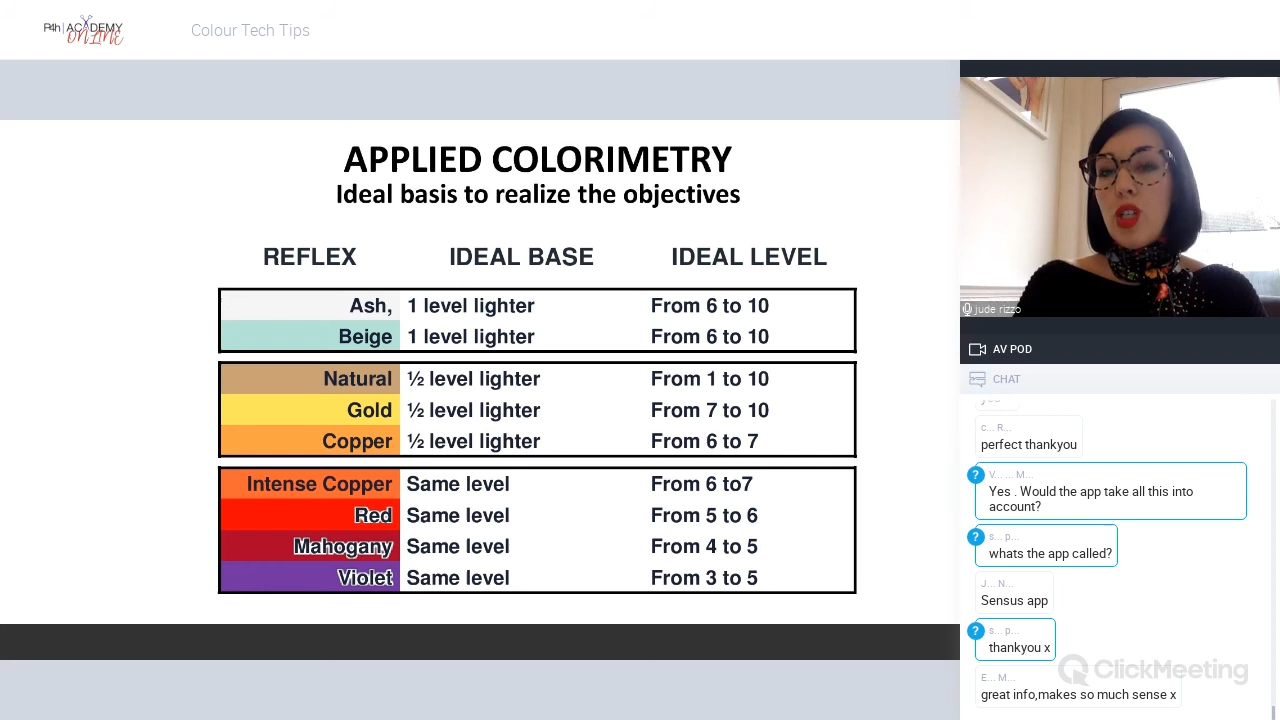 P4h | ACADEMY
ONLINE
Colour Tech Tips
APPLIED COLORIMETRY
Ideal basis to realize the objectives
REFLEX IDEAL BASE IDEAL LEVEL
Ash, 1 level lighter From 6 to 10
Beige 1 level lighter From 6 to 10
Natural ½ level lighter From 1 to 10
Gold ½ level lighter From 7 to 10
Copper ½ level lighter From 6 to 7
Intense Copper Same level From 6 to7
Red Same level From 5 to 6
Mahogany Same level From 4 to 5
Violet Same level From 3 to 5
jude rizzo
AV POD
CHAT
c... R...
perfect thankyou
? V... ... M...
Yes . Would the app take all this into
account?
? s... p...
whats the app called?
J... N...
Sensus app
? s... p...
thankyou x
E... M...
great info,makes so much sense x
ClickMeeting